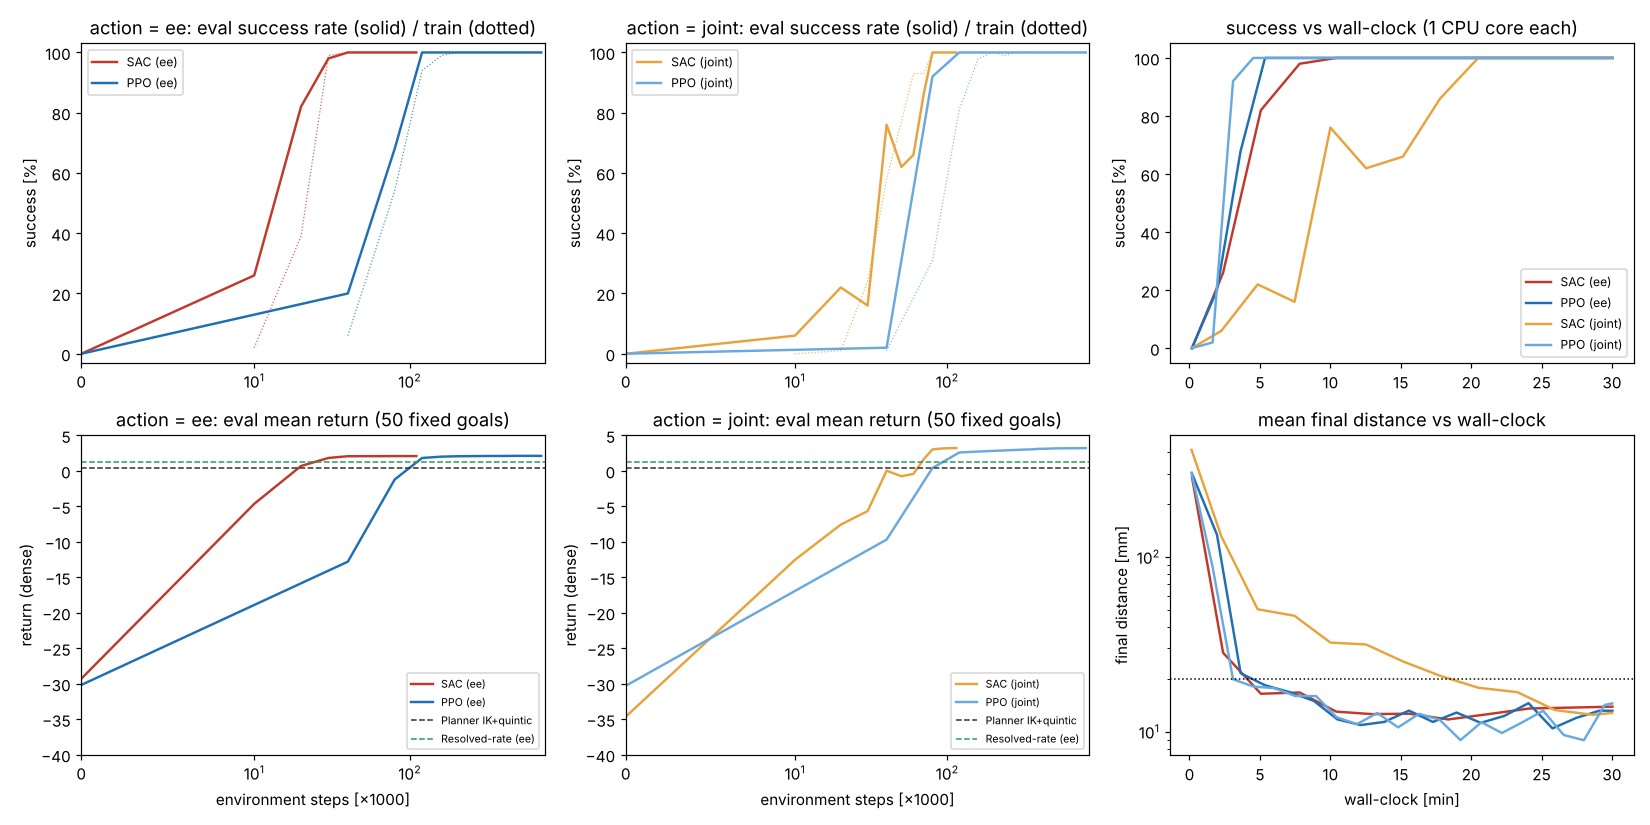 action = ee: eval success rate (solid) / train (dotted)
success [%]
100
80
60
40
20
0
SAC (ee)
PPO (ee)
0
10¹
10²
action = joint: eval success rate (solid) / train (dotted)
success [%]
100
80
60
40
20
0
SAC (joint)
PPO (joint)
0
10¹
10²
success vs wall-clock (1 CPU core each)
success [%]
100
80
60
40
20
0
SAC (ee)
PPO (ee)
SAC (joint)
PPO (joint)
0
5
10
15
20
25
30
action = ee: eval mean return (50 fixed goals)
return (dense)
5
0
−5
−10
−15
−20
−25
−30
−35
−40
SAC (ee)
PPO (ee)
Planner IK+quintic
Resolved-rate (ee)
0
10¹
10²
environment steps [×1000]
action = joint: eval mean return (50 fixed goals)
return (dense)
5
0
−5
−10
−15
−20
−25
−30
−35
−40
SAC (joint)
PPO (joint)
Planner IK+quintic
Resolved-rate (ee)
0
10¹
10²
environment steps [×1000]
mean final distance vs wall-clock
final distance [mm]
10²
10¹
0
5
10
15
20
25
30
wall-clock [min]